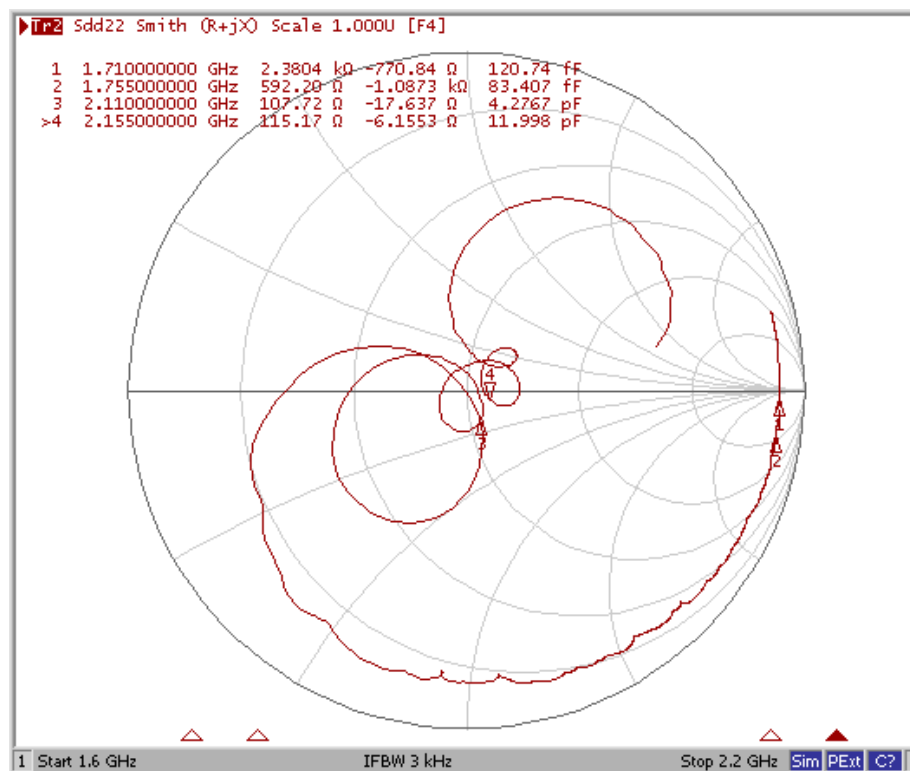 Tr2 Sdd22 Smith (R+jX) Scale 1.000U [F4]
1 1.710000000 GHz 2.3804 kΩ -770.84 Ω 120.74 fF
2 1.755000000 GHz 592.20 Ω -1.0873 kΩ 83.407 fF
3 2.110000000 GHz 107.72 Ω -17.637 Ω 4.2767 pF
>4 2.155000000 GHz 115.17 Ω -6.1553 Ω 11.998 pF
4
1
3
2
1 Start 1.6 GHz IFBW 3 kHz Stop 2.2 GHz Sim PExt C?